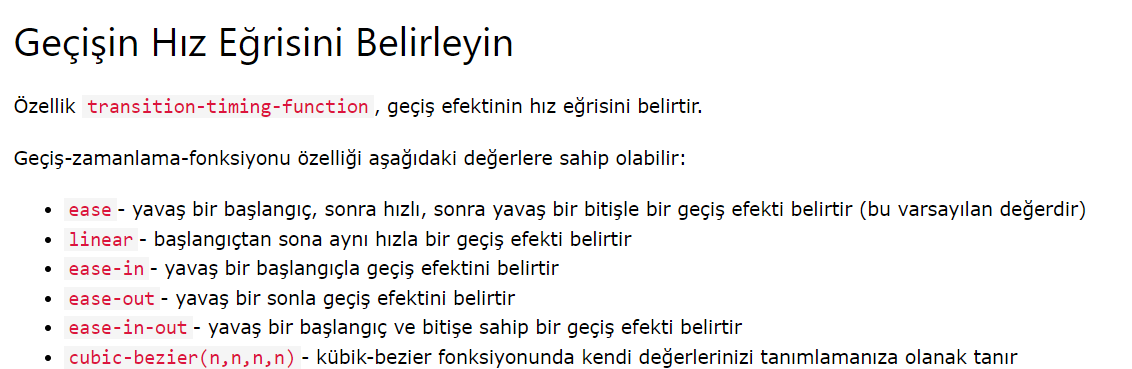 Geçişin Hız Eğrisini Belirleyin
Özellik transition-timing-function, geçiş efektinin hız eğrisini belirtir.
Geçiş-zamanlama-fonksiyonu özelliği aşağıdaki değerlere sahip olabilir:
• ease - yavaş bir başlangıç, sonra hızlı, sonra yavaş bir bitişle bir geçiş efekti belirtir (bu varsayılan değerdir)
• linear - başlangıçtan sona aynı hızla bir geçiş efekti belirtir
• ease-in - yavaş bir başlangıçla geçiş efektini belirtir
• ease-out - yavaş bir sonla geçiş efektini belirtir
• ease-in-out - yavaş bir başlangıç ve bitişe sahip bir geçiş efekti belirtir
• cubic-bezier(n,n,n,n) - kübik-bezier fonksiyonunda kendi değerlerinizi tanımlamanıza olanak tanır